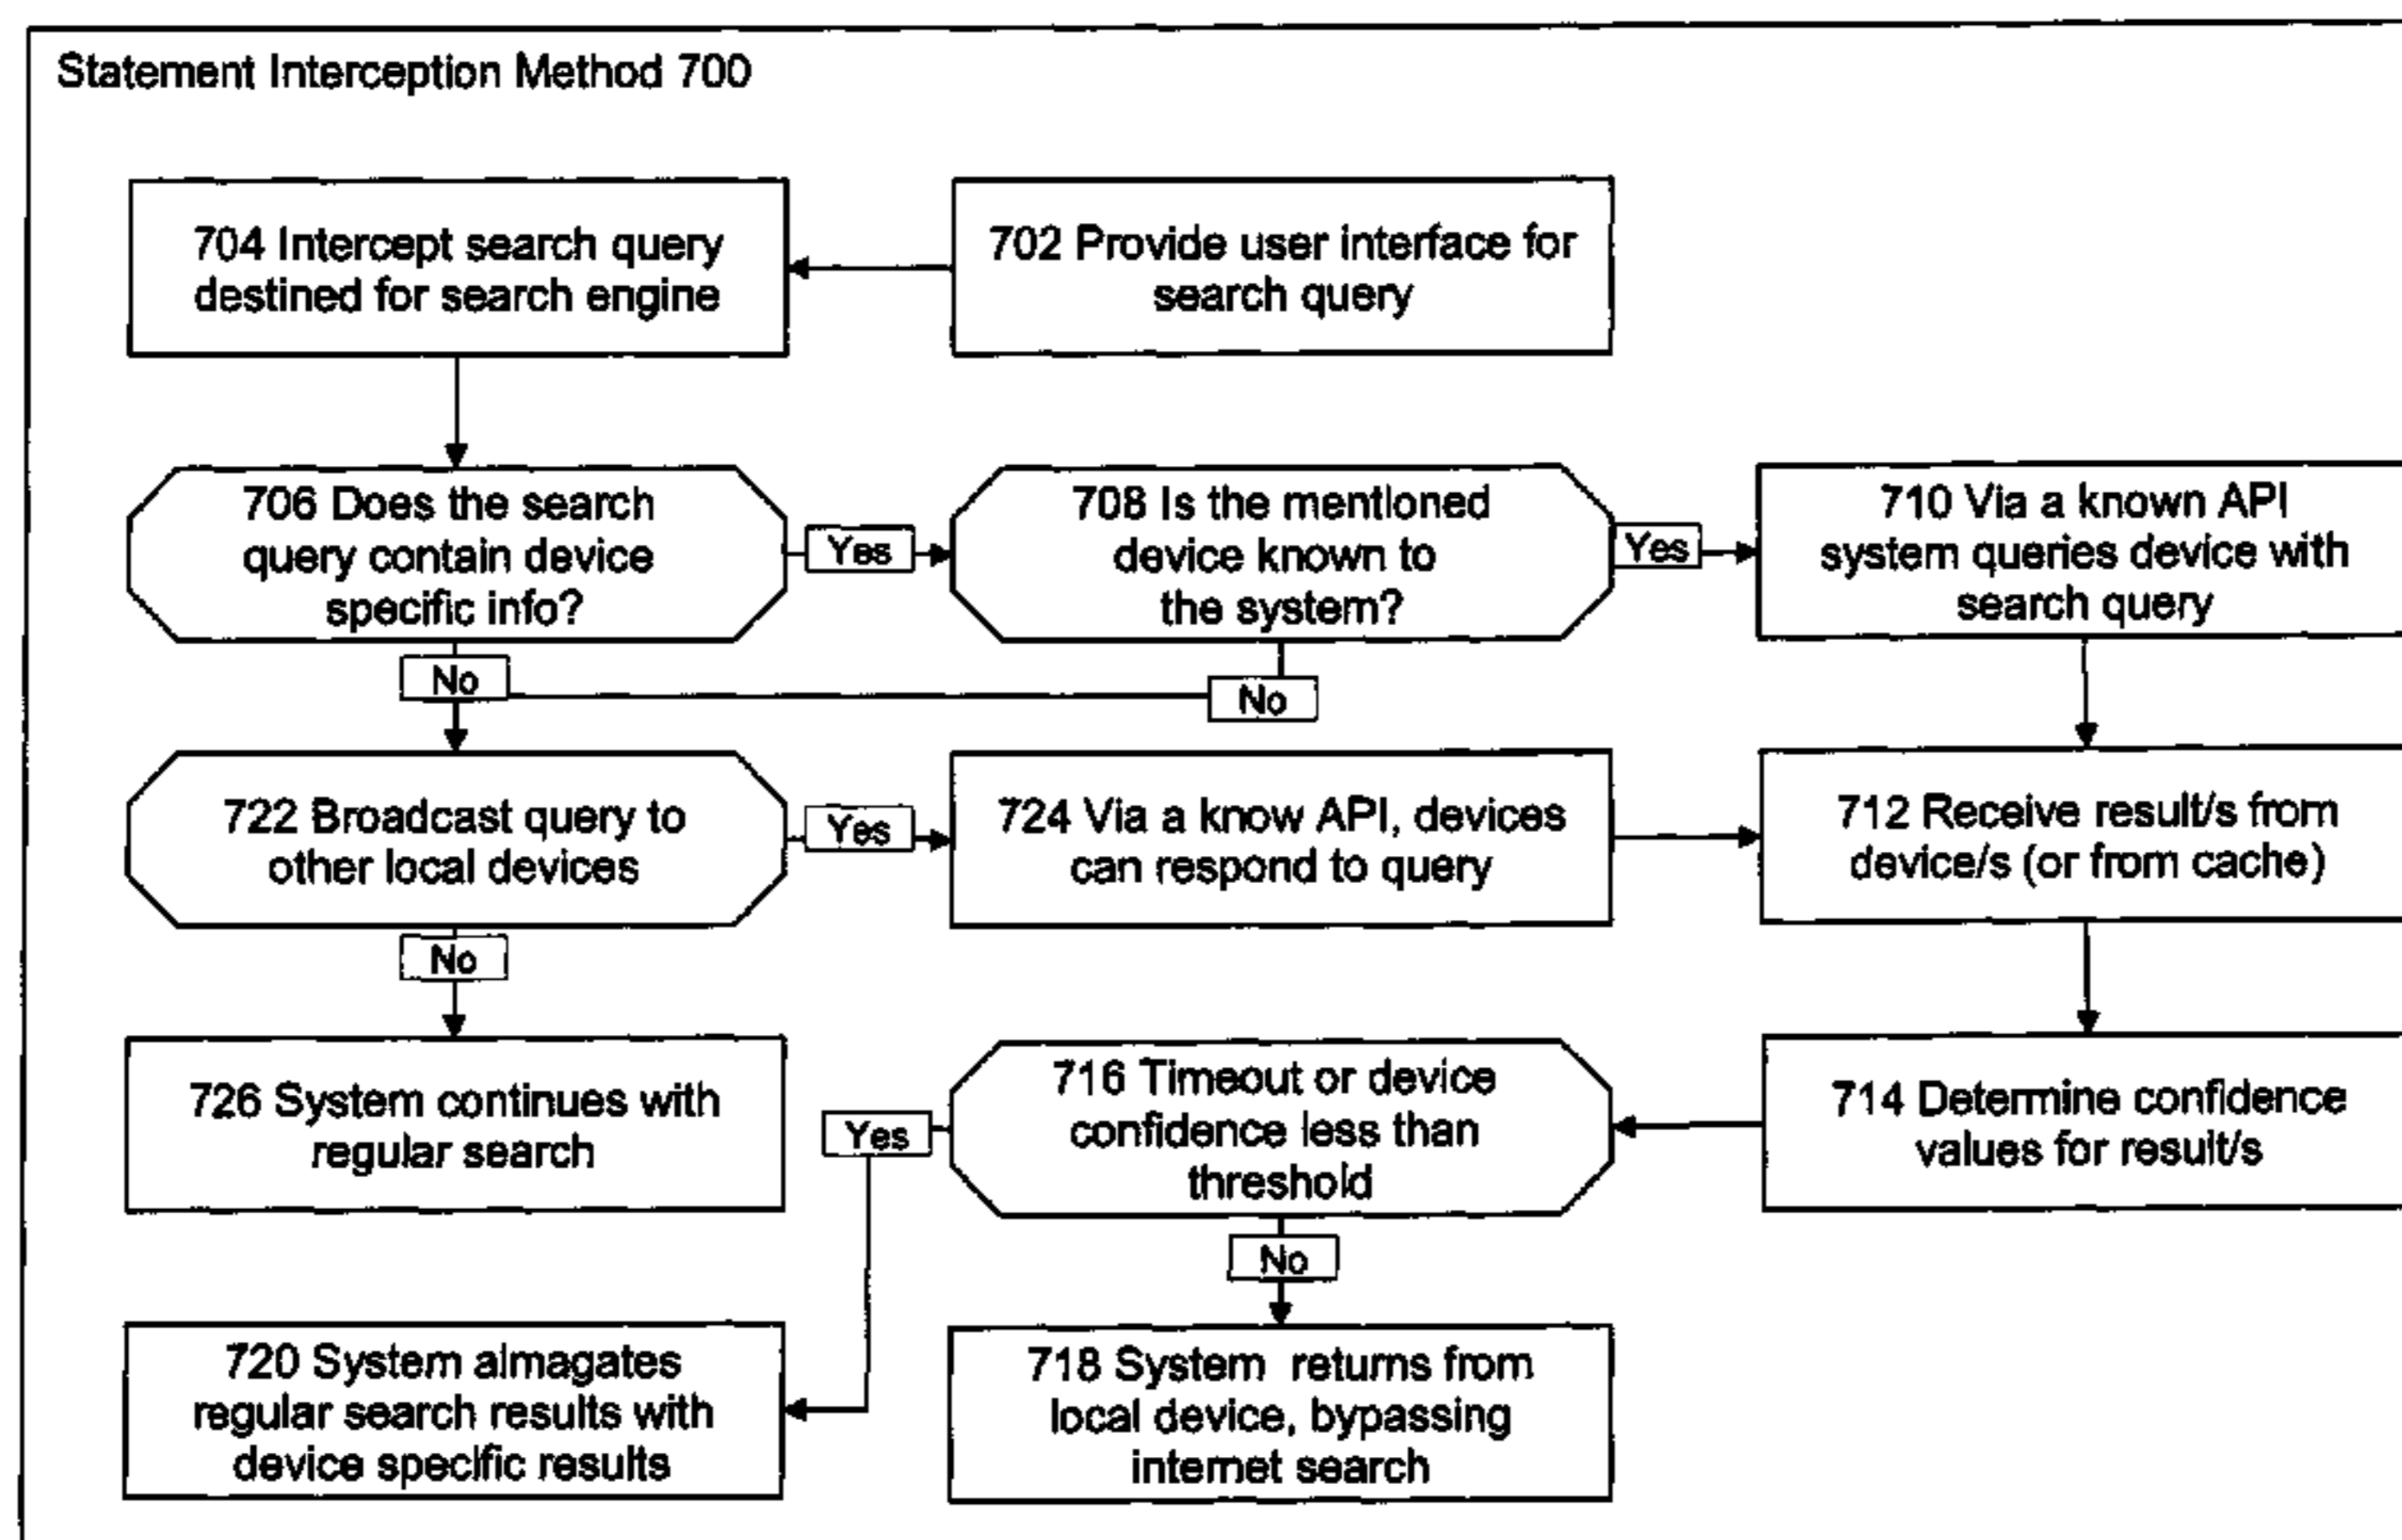 Statement Interception Method 700
704 Intercept search query
destined for search engine
702 Provide user interface for
search query
706 Does the search
query contain device
specific info?
Yes
708 Is the mentioned
device known to
the system?
Yes
710 Via a known API
system queries device with
search query
No
No
722 Broadcast query to
other local devices
Yes
724 Via a know API, devices
can respond to query
712 Receive result/s from
device/s (or from cache)
No
726 System continues with
regular search
Yes
716 Timeout or device
confidence less than
threshold
714 Determine confidence
values for result/s
No
720 System almagates
regular search results with
device specific results
718 System returns from
local device, bypassing
internet search